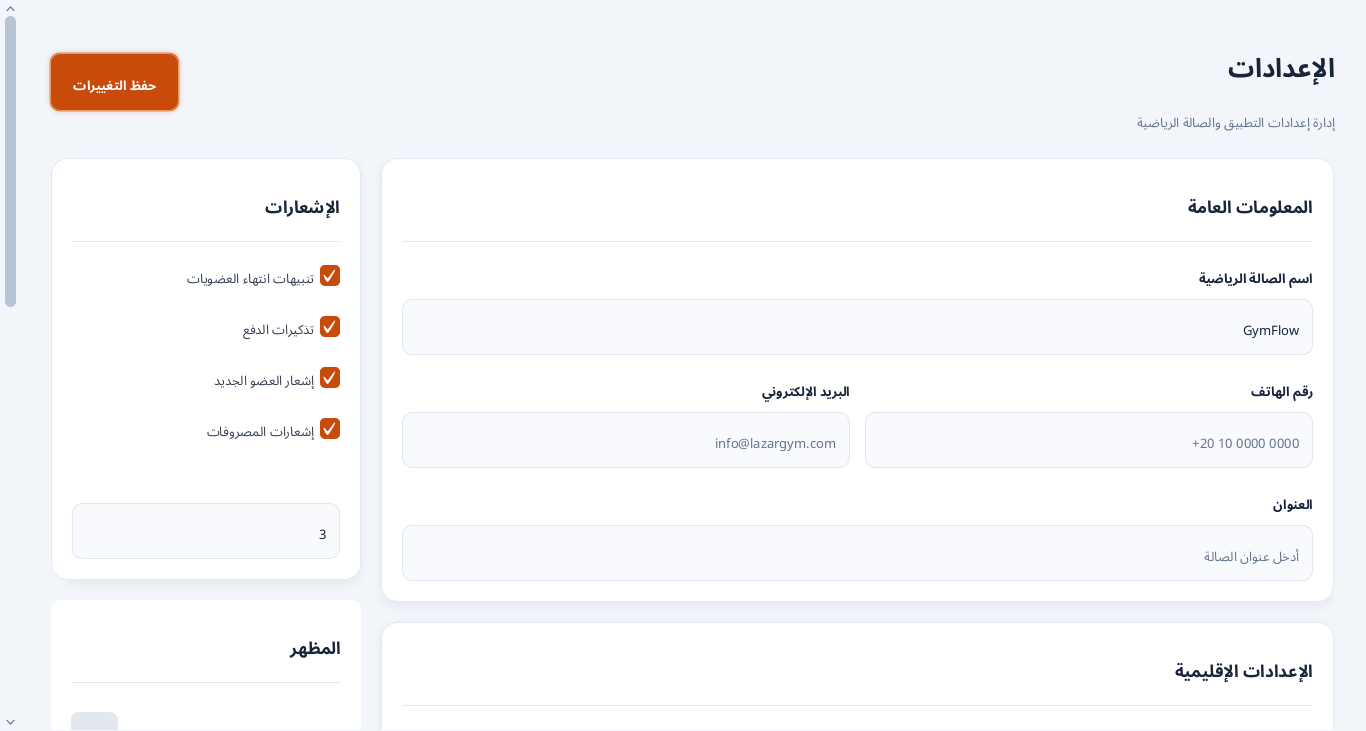 الإعدادات
إدارة إعدادات التطبيق والصالة الرياضية
حفظ التغييرات
المعلومات العامة
اسم الصالة الرياضية
GymFlow
رقم الهاتف
+20 10 0000 0000
البريد الإلكتروني
info@lazargym.com
العنوان
أدخل عنوان الصالة
الإعدادات الإقليمية
الإشعارات
تنبيهات انتهاء العضويات
تذكيرات الدفع
إشعار العضو الجديد
إشعارات المصروفات
3
المظهر